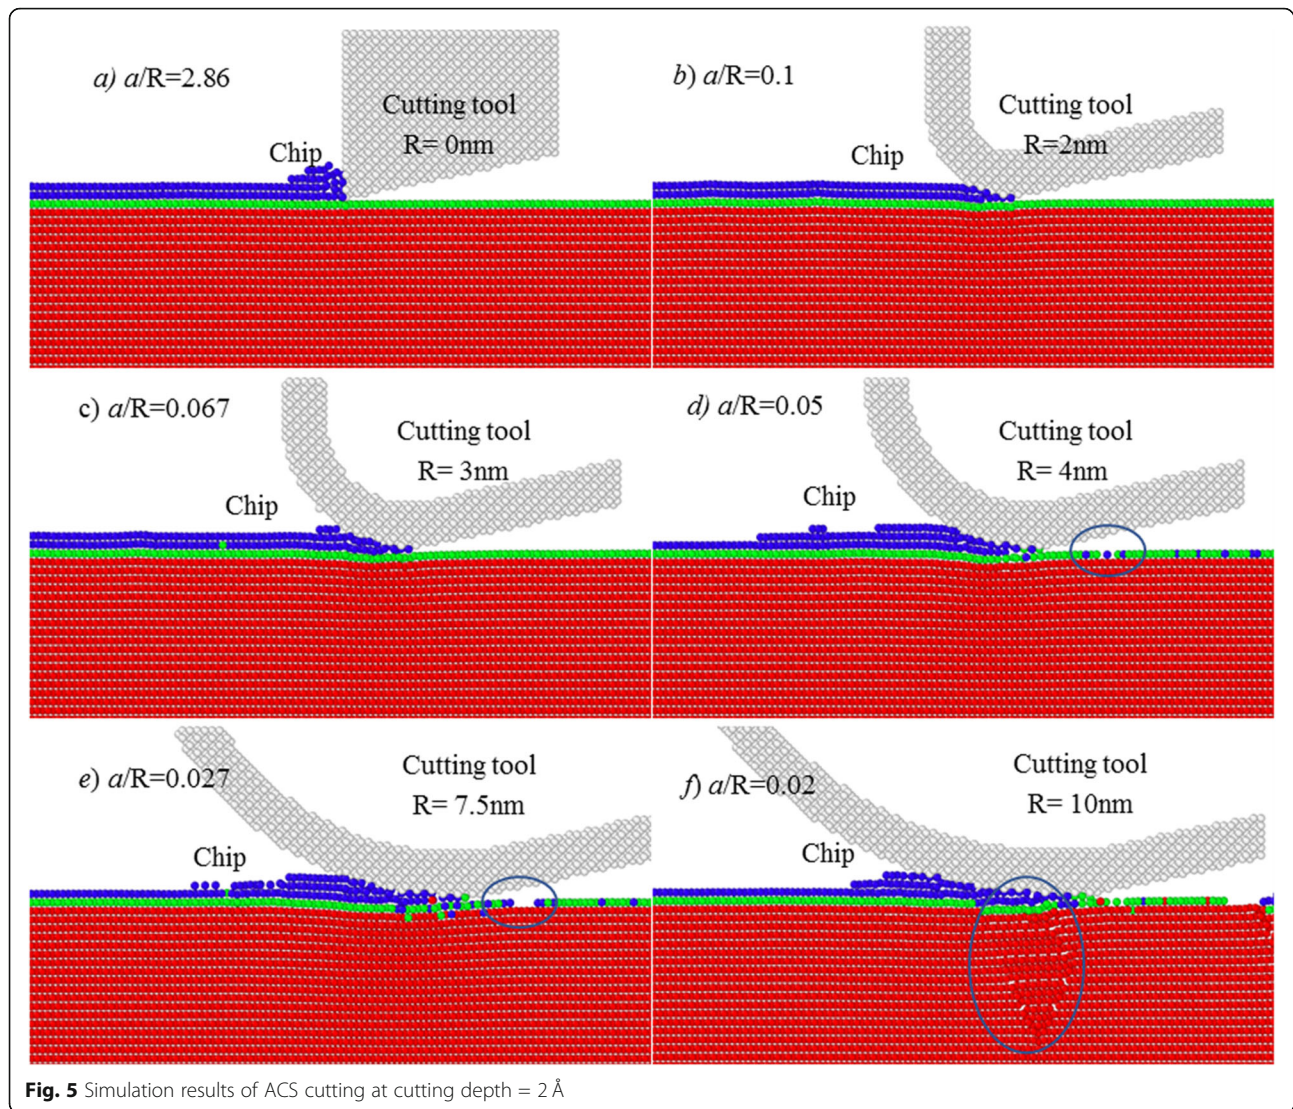 a) a/R=2.86
Cutting tool
R= 0nm
Chip
b) a/R=0.1
Cutting tool
R=2nm
Chip
c) a/R=0.067
Cutting tool
R= 3nm
Chip
d) a/R=0.05
Cutting tool
R= 4nm
Chip
e) a/R=0.027
Cutting tool
R= 7.5nm
Chip
f) a/R=0.02
Cutting tool
R= 10nm
Chip
Fig. 5 Simulation results of ACS cutting at cutting depth = 2 Å